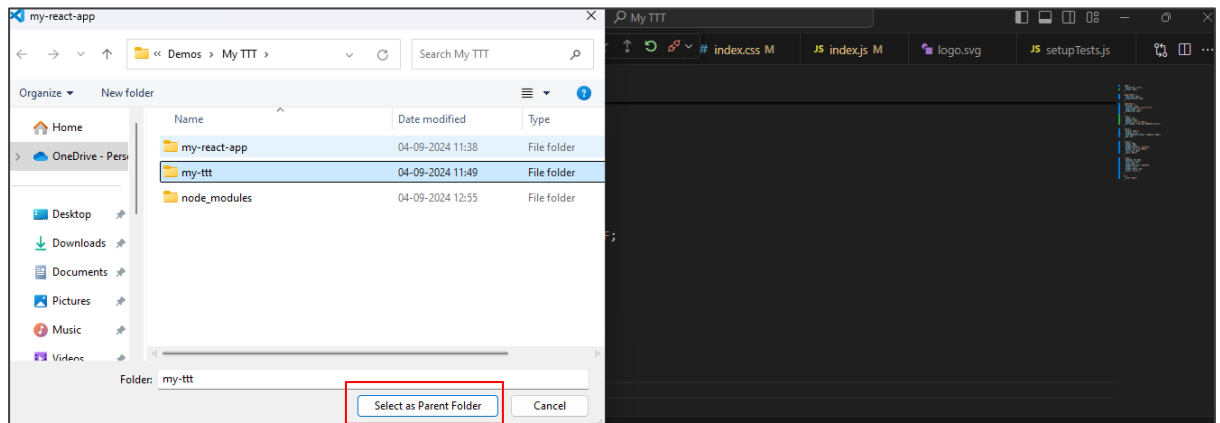 my-react-app
« Demos > My TTT >
Search My TTT
Organize
New folder
Name
Date modified
Type
Home
OneDrive - Perso
Desktop
Downloads
Documents
Pictures
Music
Videos
my-react-app
04-09-2024 11:38
File folder
my-ttt
04-09-2024 11:49
File folder
node_modules
04-09-2024 12:55
File folder
Folder:
my-ttt
Select as Parent Folder
Cancel
My TTT
# index.css M
JS index.js M
logo.svg
JS setupTests.js
;